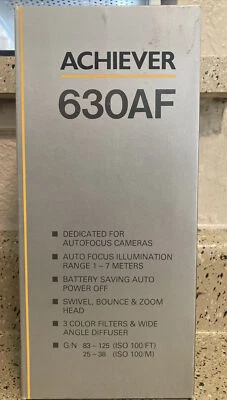 ACHIEVER
630AF
■ DEDICATED FOR
AUTOFOCUS CAMERAS
■ AUTO FOCUS ILLUMINATION
RANGE 1 – 7 METERS
■ BATTERY SAVING AUTO
POWER OFF
■ SWIVEL, BOUNCE & ZOOM
HEAD
■ 3 COLOR FILTERS & WIDE
ANGLE DIFFUSER
■ G/N 83 – 125 (ISO 100/FT)
25 – 38 (ISO 100/M)